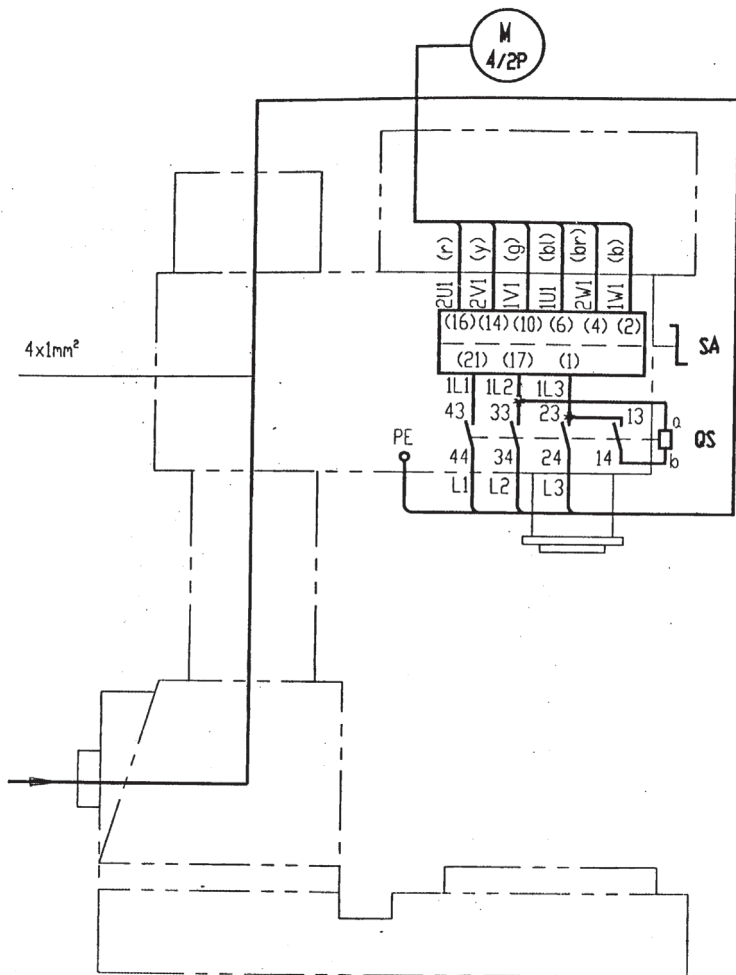 M
4/2P
(r) (y) (g) (bl) (br) (b)
2U1 2V1 1V1 1U1 2W1 1W1
(16) (14) (10) (6) (4) (2)
SA
4x1mm²
(21) (17) (1)
1L1 1L2 1L3
43 33 23 13
a
PE
QS
44 34 24 14
b
L1 L2 L3